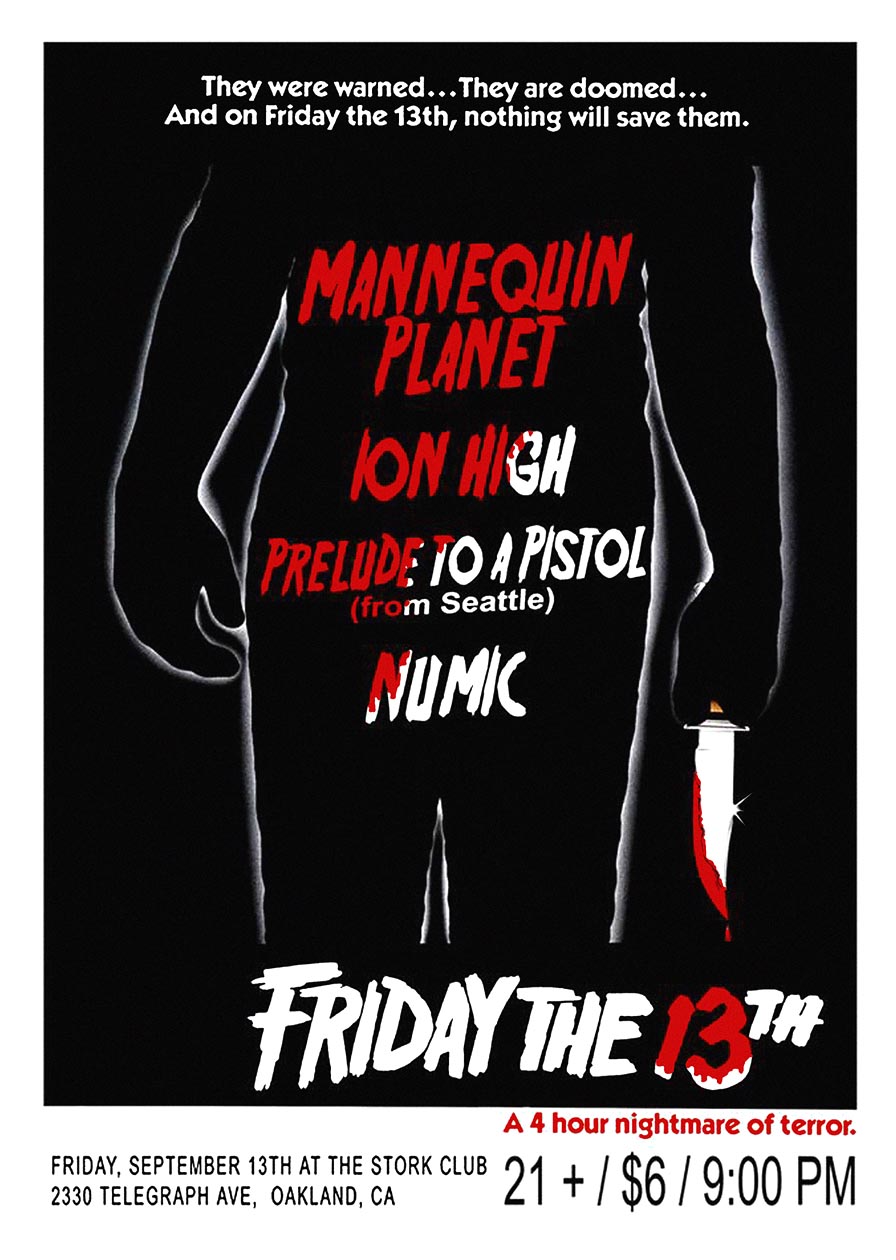 They were warned...They are doomed...
And on Friday the 13th, nothing will save them.
MANNEQUIN
PLANET
ION HIGH
PRELUDE TO A PISTOL
(from Seattle)
NUMIC
FRIDAY THE 13TH
A 4 hour nightmare of terror.
FRIDAY, SEPTEMBER 13TH AT THE STORK CLUB
2330 TELEGRAPH AVE, OAKLAND, CA
21 + / $6 / 9:00 PM